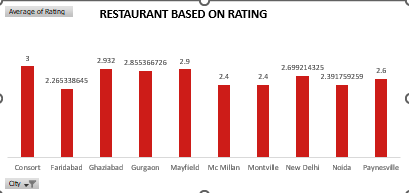 Average of Rating
RESTAURANT BASED ON RATING
3
2.265338645
2.932
2.855366726
2.9
2.4
2.4
2.699214325
2.391759259
2.6
Consort Faridabad Ghaziabad Gurgaon Mayfield Mc Millan Montville New Delhi Noida Paynesville
City